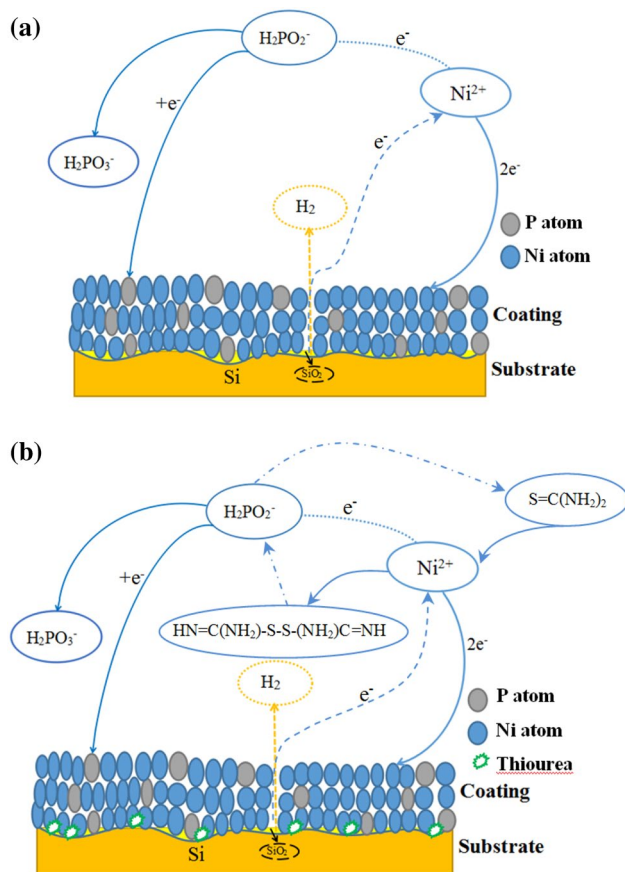 (a)
H₂PO₂⁻
e⁻
Ni²⁺
+e⁻
e⁻
H₂PO₃⁻
2e⁻
H₂
P atom
Ni atom
Coating
Substrate
Si
SiO₂
(b)
S=C(NH₂)₂
H₂PO₂⁻
e⁻
Ni²⁺
+e⁻
HN=C(NH₂)-S-S-(NH₂)C=NH
H₂PO₃⁻
2e⁻
H₂
e⁻
P atom
Ni atom
Thiourea
Coating
Substrate
Si
SiO₂